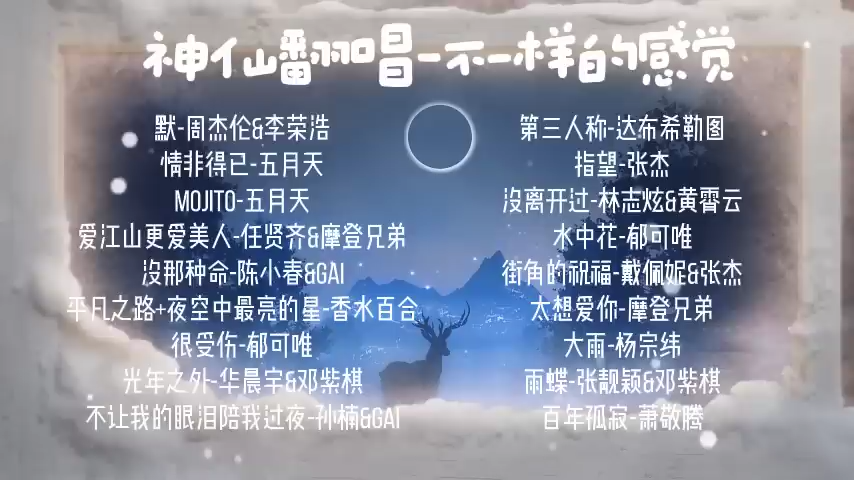 神仙翻唱-不一样的感觉
默-周杰伦&李荣浩
情非得已-五月天
MOJITO-五月天
爱江山更爱美人-任贤齐&摩登兄弟
没那种命-陈小春&GAI
平凡之路+夜空中最亮的星-香水百合
很受伤-郁可唯
光年之外-华晨宇&邓紫棋
不让我的眼泪陪我过夜-孙楠&GAI
第三人称-达布希勒图
指望-张杰
没离开过-林志炫&黄霄云
水中花-郁可唯
街角的祝福-戴佩妮&张杰
太想爱你-摩登兄弟
大雨-杨宗纬
雨蝶-张靓颖&邓紫棋
百年孤寂-萧敬腾